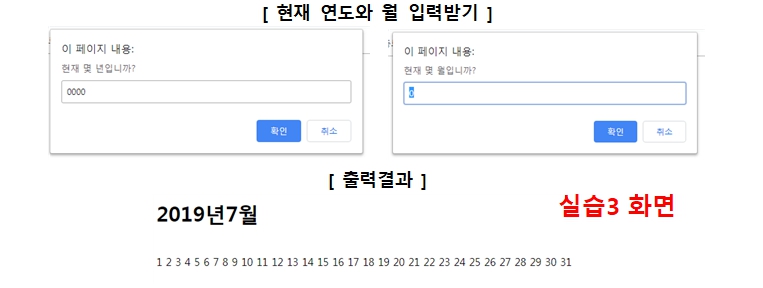 [ 현재 연도와 월 입력받기 ]
이 페이지 내용:
현재 몇 년입니까?
0000
확인 취소
이 페이지 내용:
현재 몇 월입니까?
0
확인 취소
[ 출력결과 ]
실습3 화면
2019년7월
1 2 3 4 5 6 7 8 9 10 11 12 13 14 15 16 17 18 19 20 21 22 23 24 25 26 27 28 29 30 31